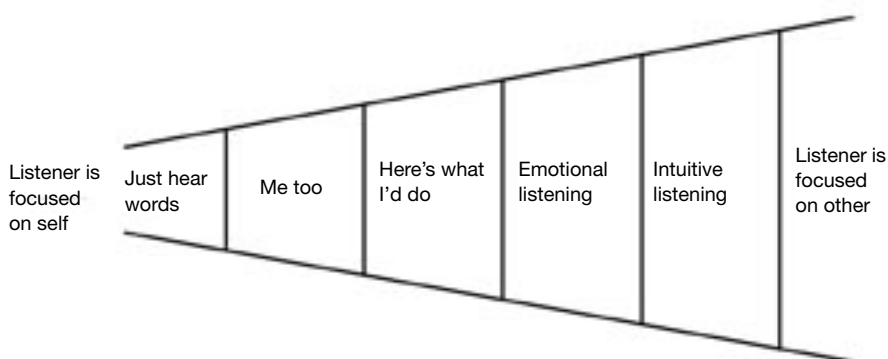 Listener is
focused
on self
Just hear
words
Me too
Here's what
I'd do
Emotional
listening
Intuitive
listening
Listener is
focused
on other